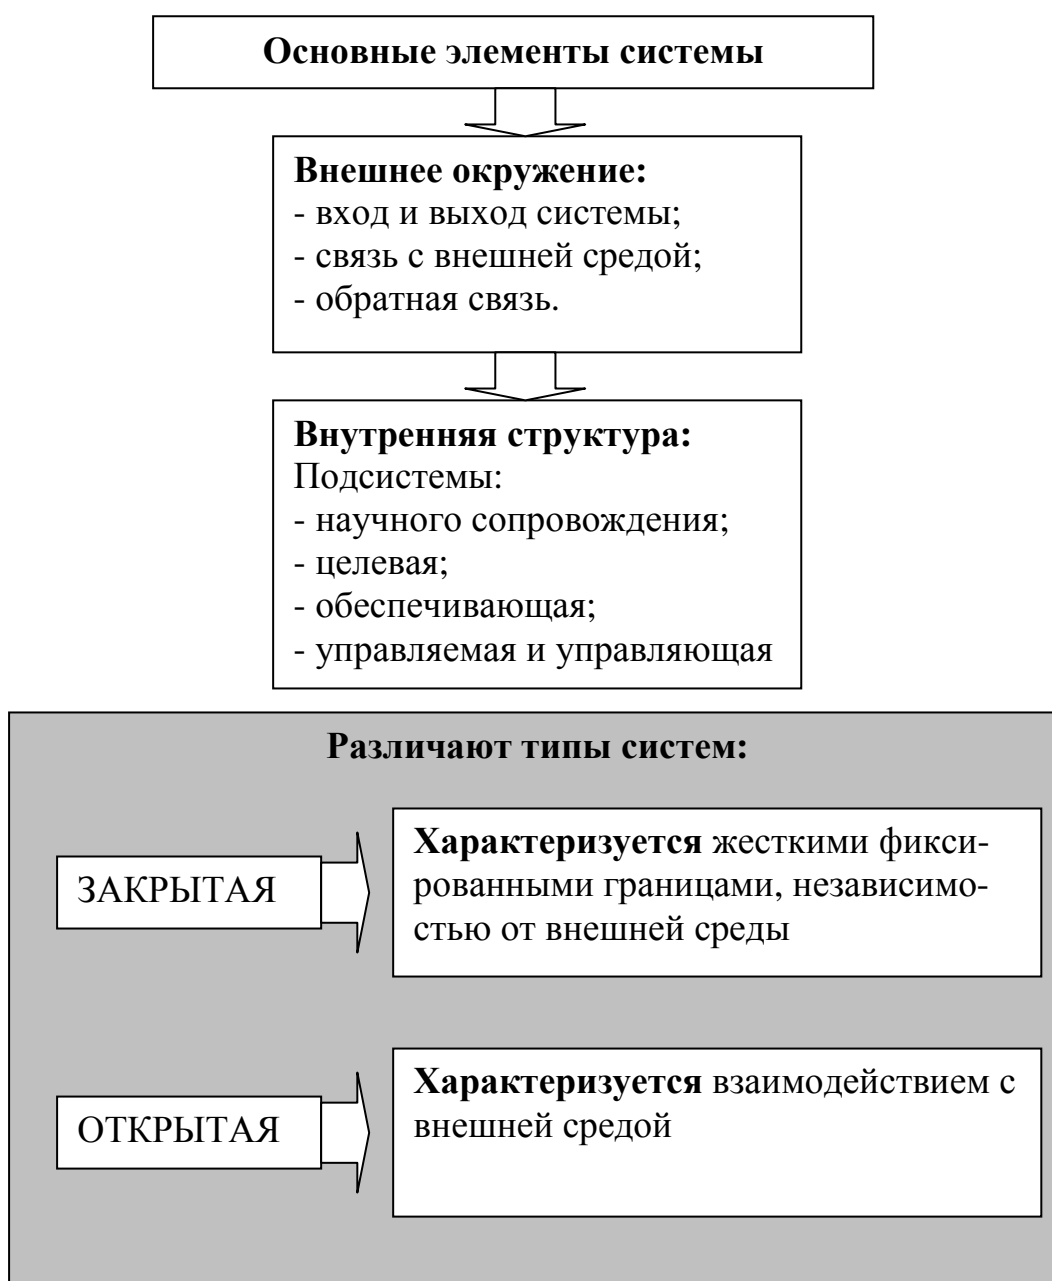 Основные элементы системы
Внешнее окружение:
- вход и выход системы;
- связь с внешней средой;
- обратная связь.
Внутренняя структура:
Подсистемы:
- научного сопровождения;
- целевая;
- обеспечивающая;
- управляемая и управляющая
Различают типы систем:
ЗАКРЫТАЯ
Характеризуется жесткими фикси-
рованными границами, независимо-
стью от внешней среды
ОТКРЫТАЯ
Характеризуется взаимодействием с
внешней средой